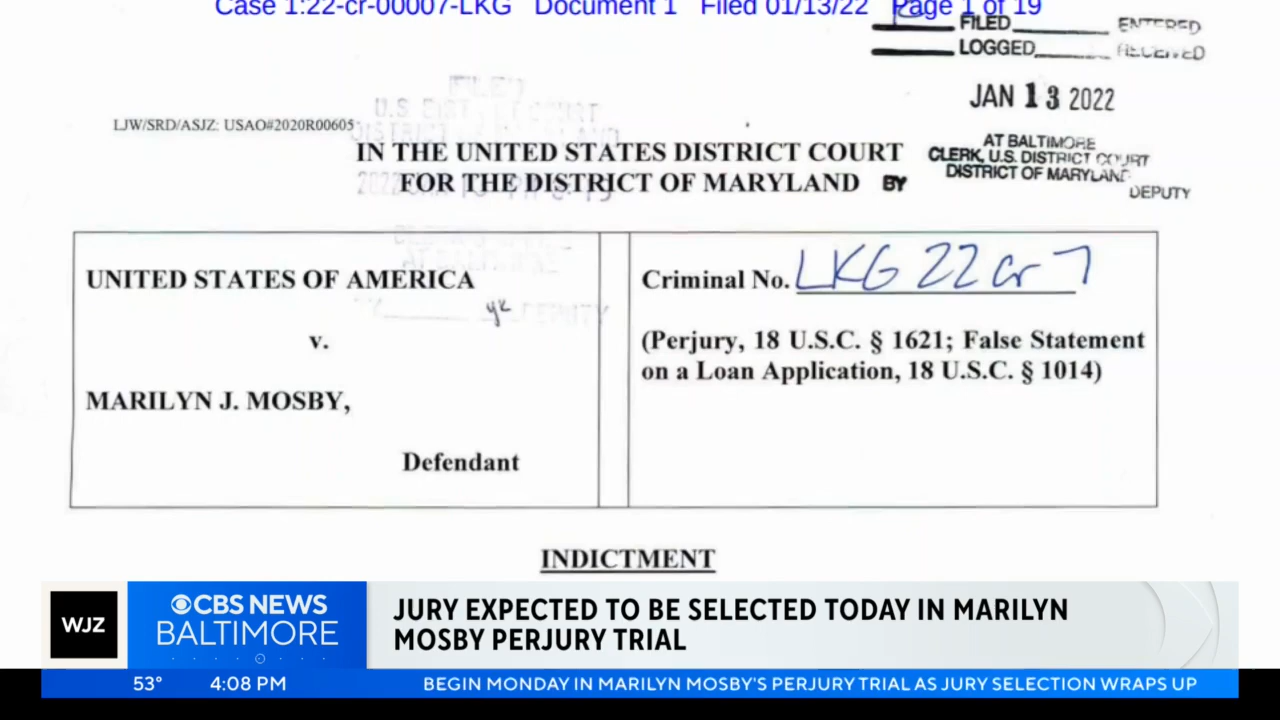 Case 1:22-cr-00007-LKG Document 1 Filed 01/13/22 Page 1 of 19
FILED ENTERED
LOGGED RECEIVED
JAN 13 2022
LJW/SRD/ASJZ: USAO#2020R00605
AT BALTIMORE
CLERK, U.S. DISTRICT COURT
DISTRICT OF MARYLAND
BY DEPUTY
IN THE UNITED STATES DISTRICT COURT
FOR THE DISTRICT OF MARYLAND
UNITED STATES OF AMERICA
v.
MARILYN J. MOSBY,
Defendant
Criminal No. LKG 22 cr 7
(Perjury, 18 U.S.C. § 1621; False Statement
on a Loan Application, 18 U.S.C. § 1014)
INDICTMENT
WJZ
CBS NEWS
BALTIMORE
JURY EXPECTED TO BE SELECTED TODAY IN MARILYN
MOSBY PERJURY TRIAL
53° 4:08 PM BEGIN MONDAY IN MARILYN MOSBY'S PERJURY TRIAL AS JURY SELECTION WRAPS UP